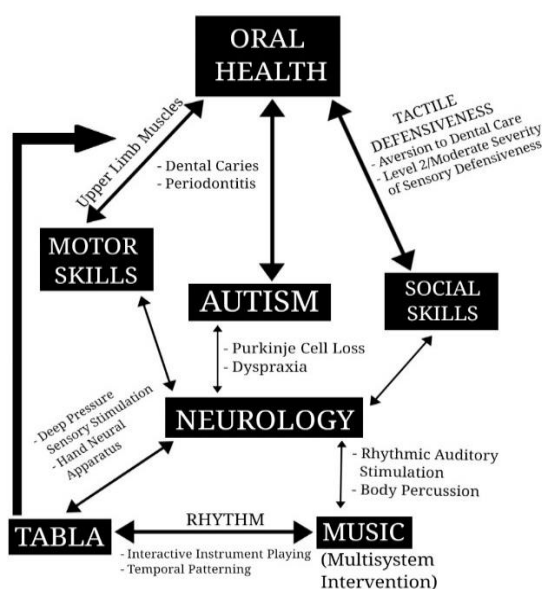 ORAL
HEALTH
Upper Limb Muscles
- Dental Caries
- Periodontitis
TACTILE
DEFENSIVENESS
- Aversion to Dental Care
- Level 2/Moderate Severity
of Sensory Defensiveness
MOTOR
SKILLS
AUTISM
SOCIAL
SKILLS
- Purkinje Cell Loss
- Dyspraxia
NEUROLOGY
- Deep Pressure
Sensory Stimulation
- Hand Neural
Apparatus
- Rhythmic Auditory
Stimulation
- Body Percussion
TABLA
RHYTHM
- Interactive Instrument Playing
- Temporal Patterning
MUSIC
(Multisystem
Intervention)